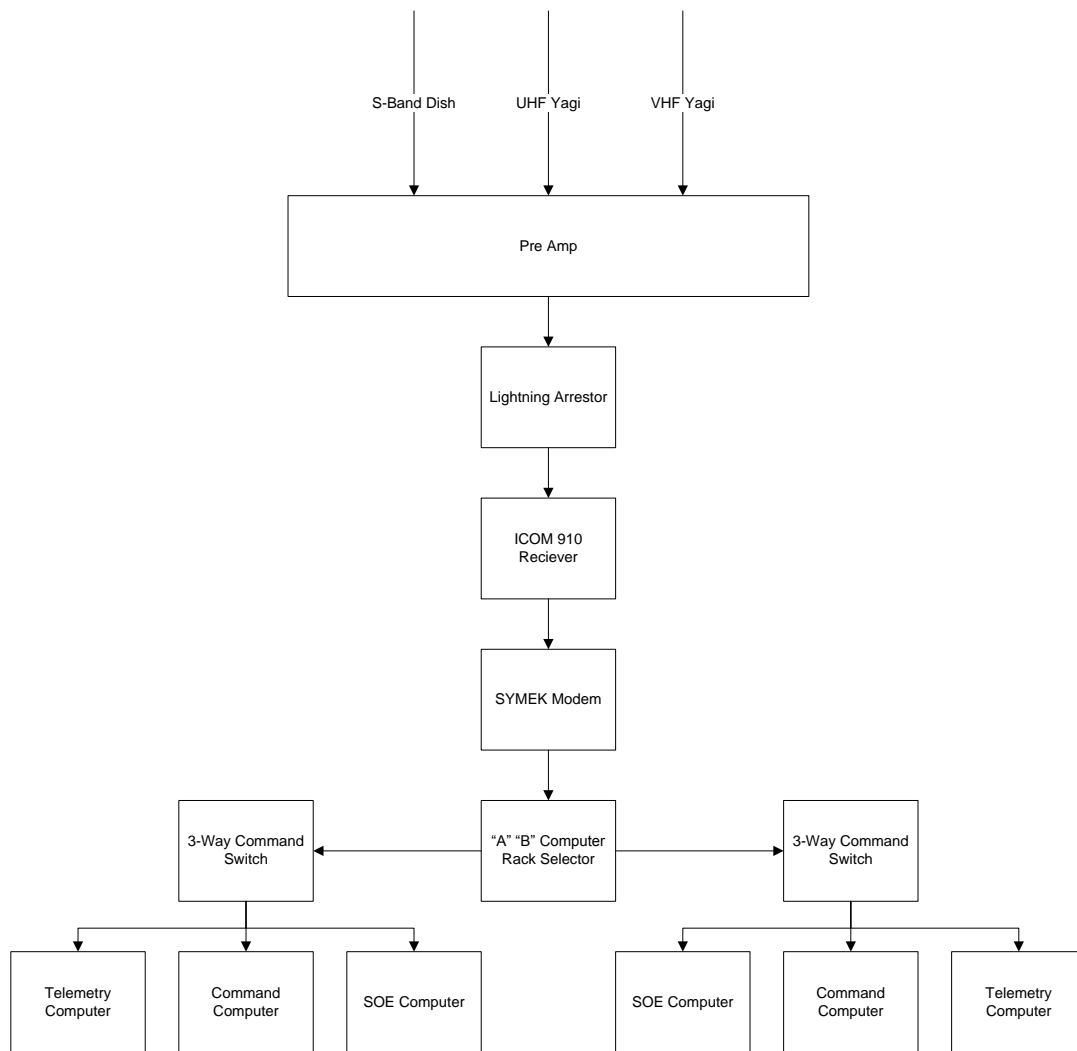 S-Band Dish
UHF Yagi
VHF Yagi
Pre Amp
Lightning Arrestor
ICOM 910
Reciever
SYMEK Modem
3-Way Command
Switch
“A” “B” Computer
Rack Selector
3-Way Command
Switch
Telemetry
Computer
Command
Computer
SOE Computer
SOE Computer
Command
Computer
Telemetry
Computer